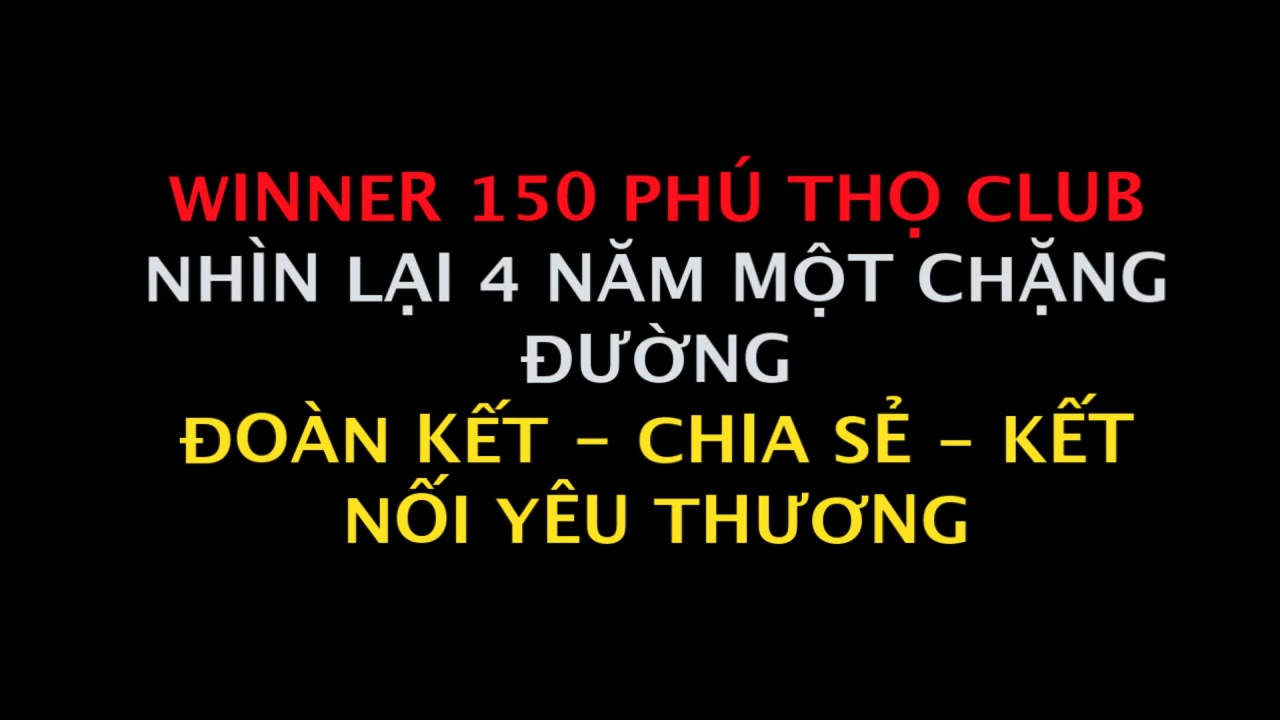 WINNER 150 PHÚ THỌ CLUB
NHÌN LẠI 4 NĂM MỘT CHẶNG
ĐƯỜNG
ĐOÀN KẾT – CHIA SẺ – KẾT
NỐI YÊU THƯƠNG